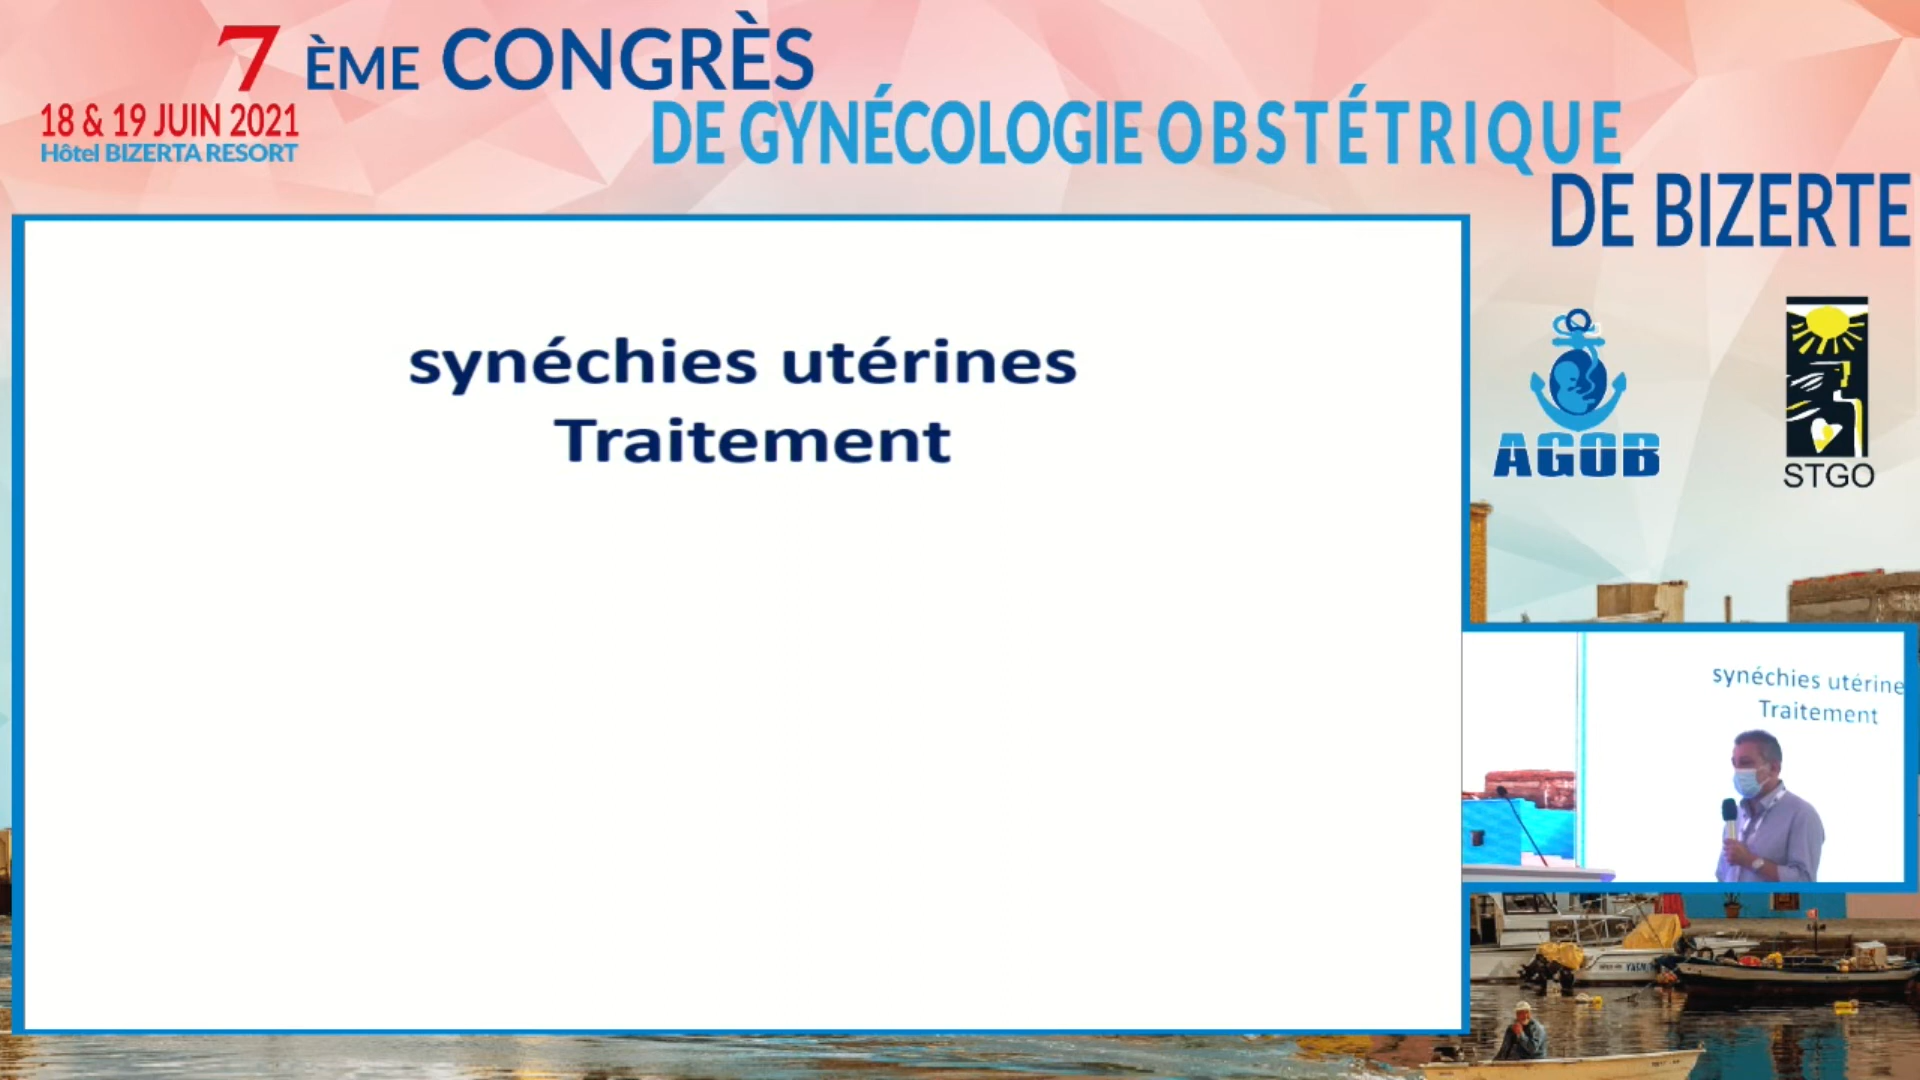 7 ÈME CONGRÈS
DE GYNÉCOLOGIE OBSTÉTRIQUE
DE BIZERTE
18 & 19 JUIN 2021
Hôtel BIZERTA RESORT
synéchies utérines
Traitement
AGOB
STGO
synéchies utérine
Traitement